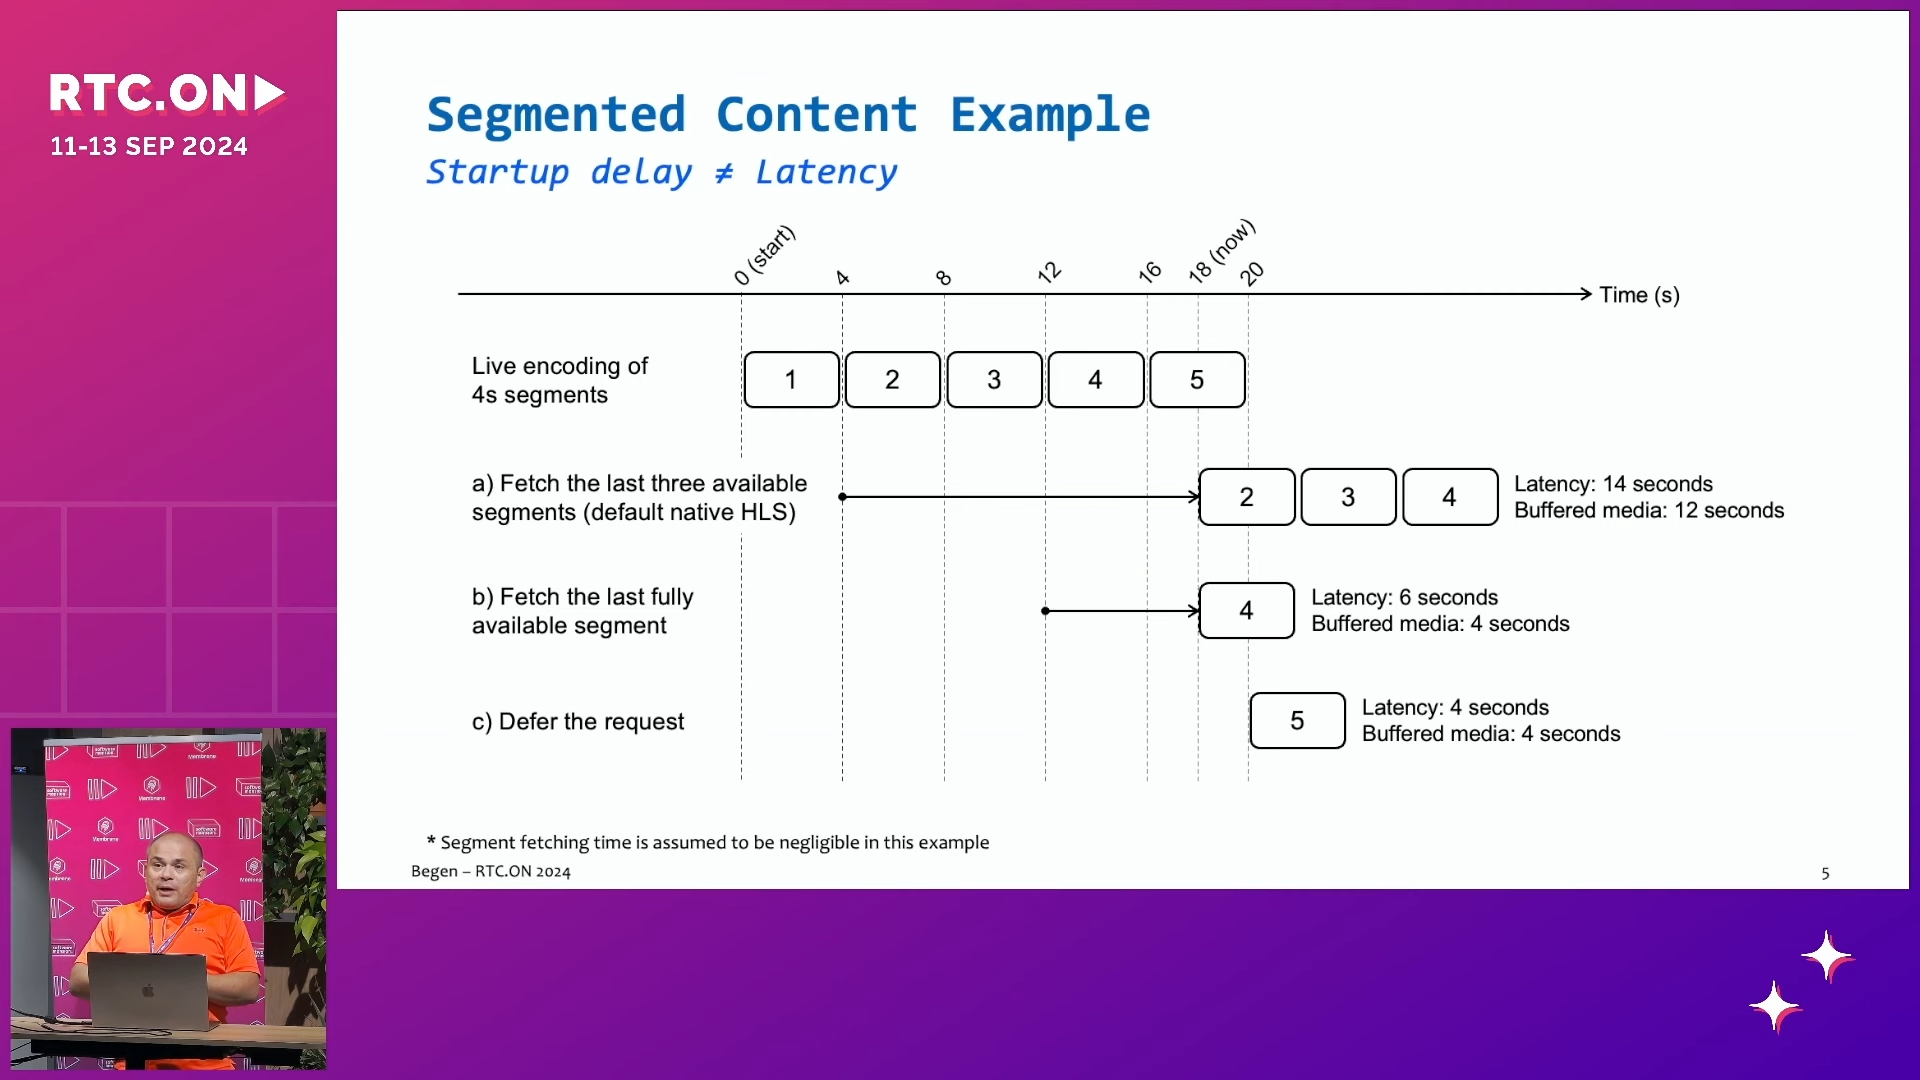 RTC.ON
11-13 SEP 2024
Segmented Content Example
Startup delay ≠ Latency
0 (start)
4
8
12
16
18 (now)
20
Time (s)
Live encoding of
4s segments
1
2
3
4
5
a) Fetch the last three available
segments (default native HLS)
2
3
4
Latency: 14 seconds
Buffered media: 12 seconds
b) Fetch the last fully
available segment
4
Latency: 6 seconds
Buffered media: 4 seconds
c) Defer the request
5
Latency: 4 seconds
Buffered media: 4 seconds
* Segment fetching time is assumed to be negligible in this example
Begen – RTC.ON 2024
5
Membrane
Membrane